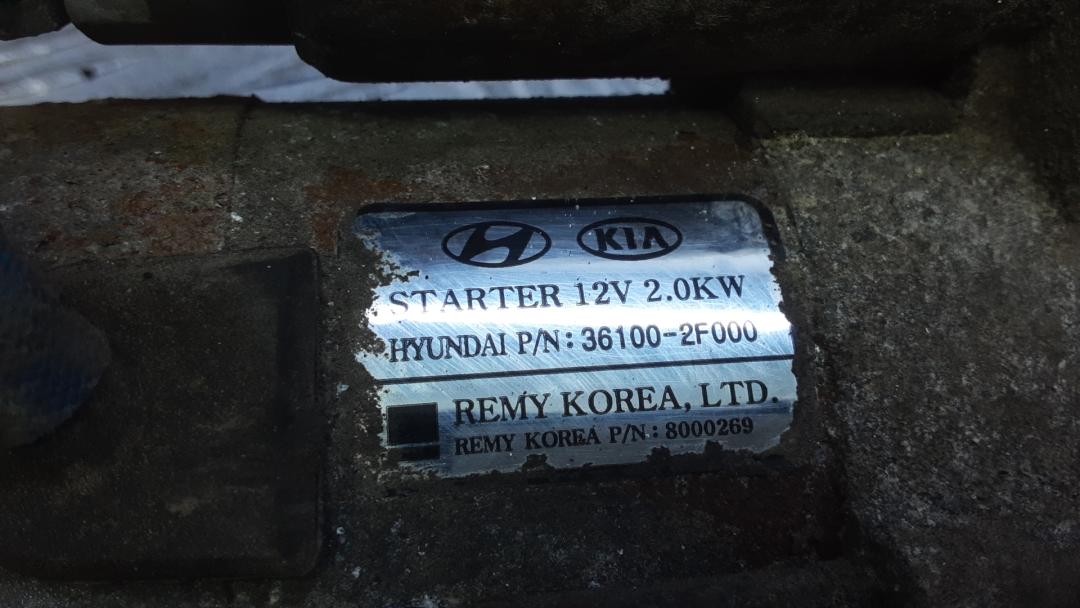 KIA
STARTER 12V 2.0KW
HYUNDAI P/N: 36100-2F000
REMY KOREA, LTD.
REMY KOREA P/N: 8000269